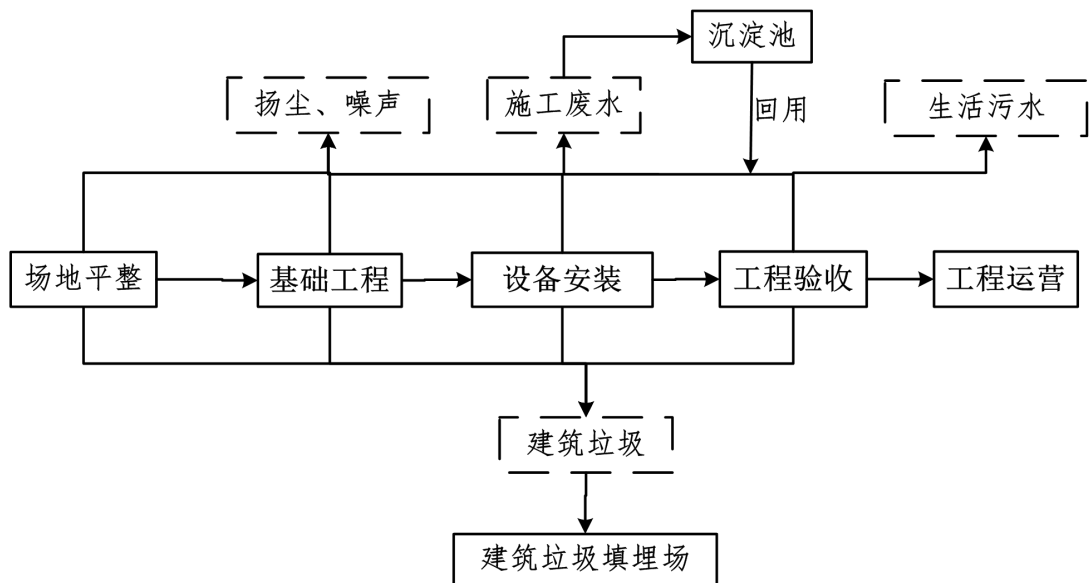 沉淀池
扬尘、噪声
施工废水
回用
生活污水
场地平整
基础工程
设备安装
工程验收
工程运营
建筑垃圾
建筑垃圾填埋场